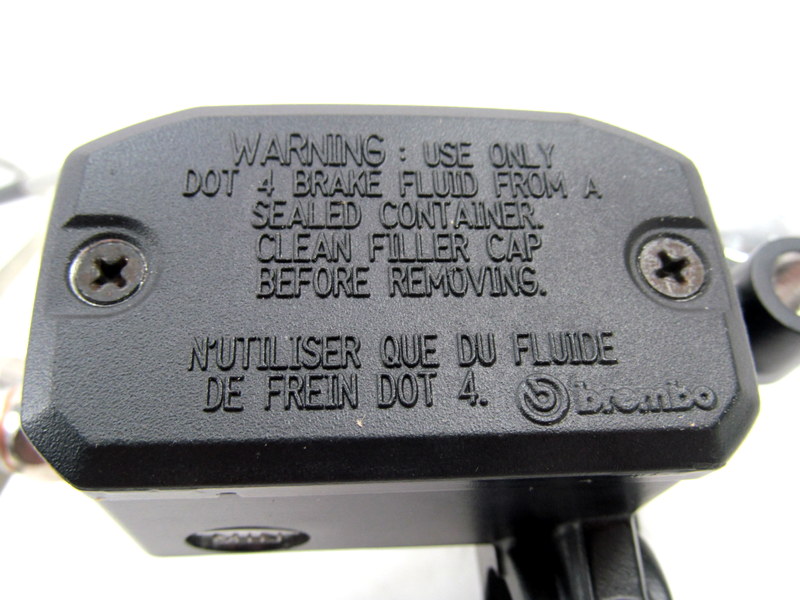 WARNING : USE ONLY
DOT 4 BRAKE FLUID FROM A
SEALED CONTAINER.
CLEAN FILLER CAP
BEFORE REMOVING.
N'UTILISER QUE DU FLUIDE
DE FREIN DOT 4.
brembo